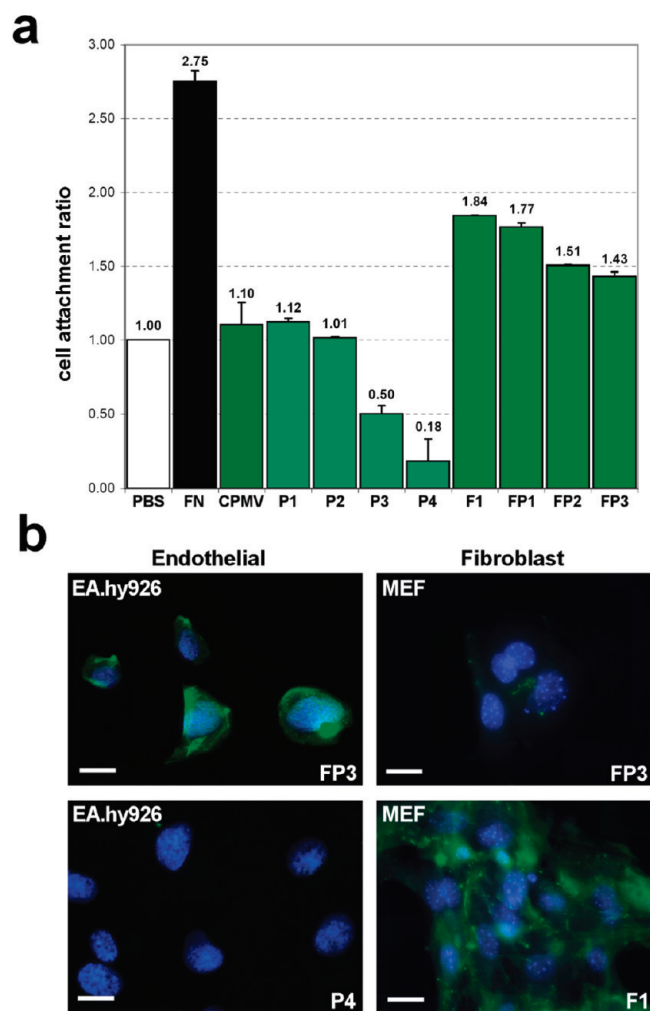 a
3.00
2.50
2.00
1.50
1.00
0.50
0.00
cell attachment ratio
1.00
2.75
1.10
1.12
1.01
0.50
0.18
1.84
1.77
1.51
1.43
PBS FN CPMV P1 P2 P3 P4 F1 FP1 FP2 FP3
b
Endothelial Fibroblast
EA.hy926 MEF
FP3 FP3
EA.hy926 MEF
P4 F1